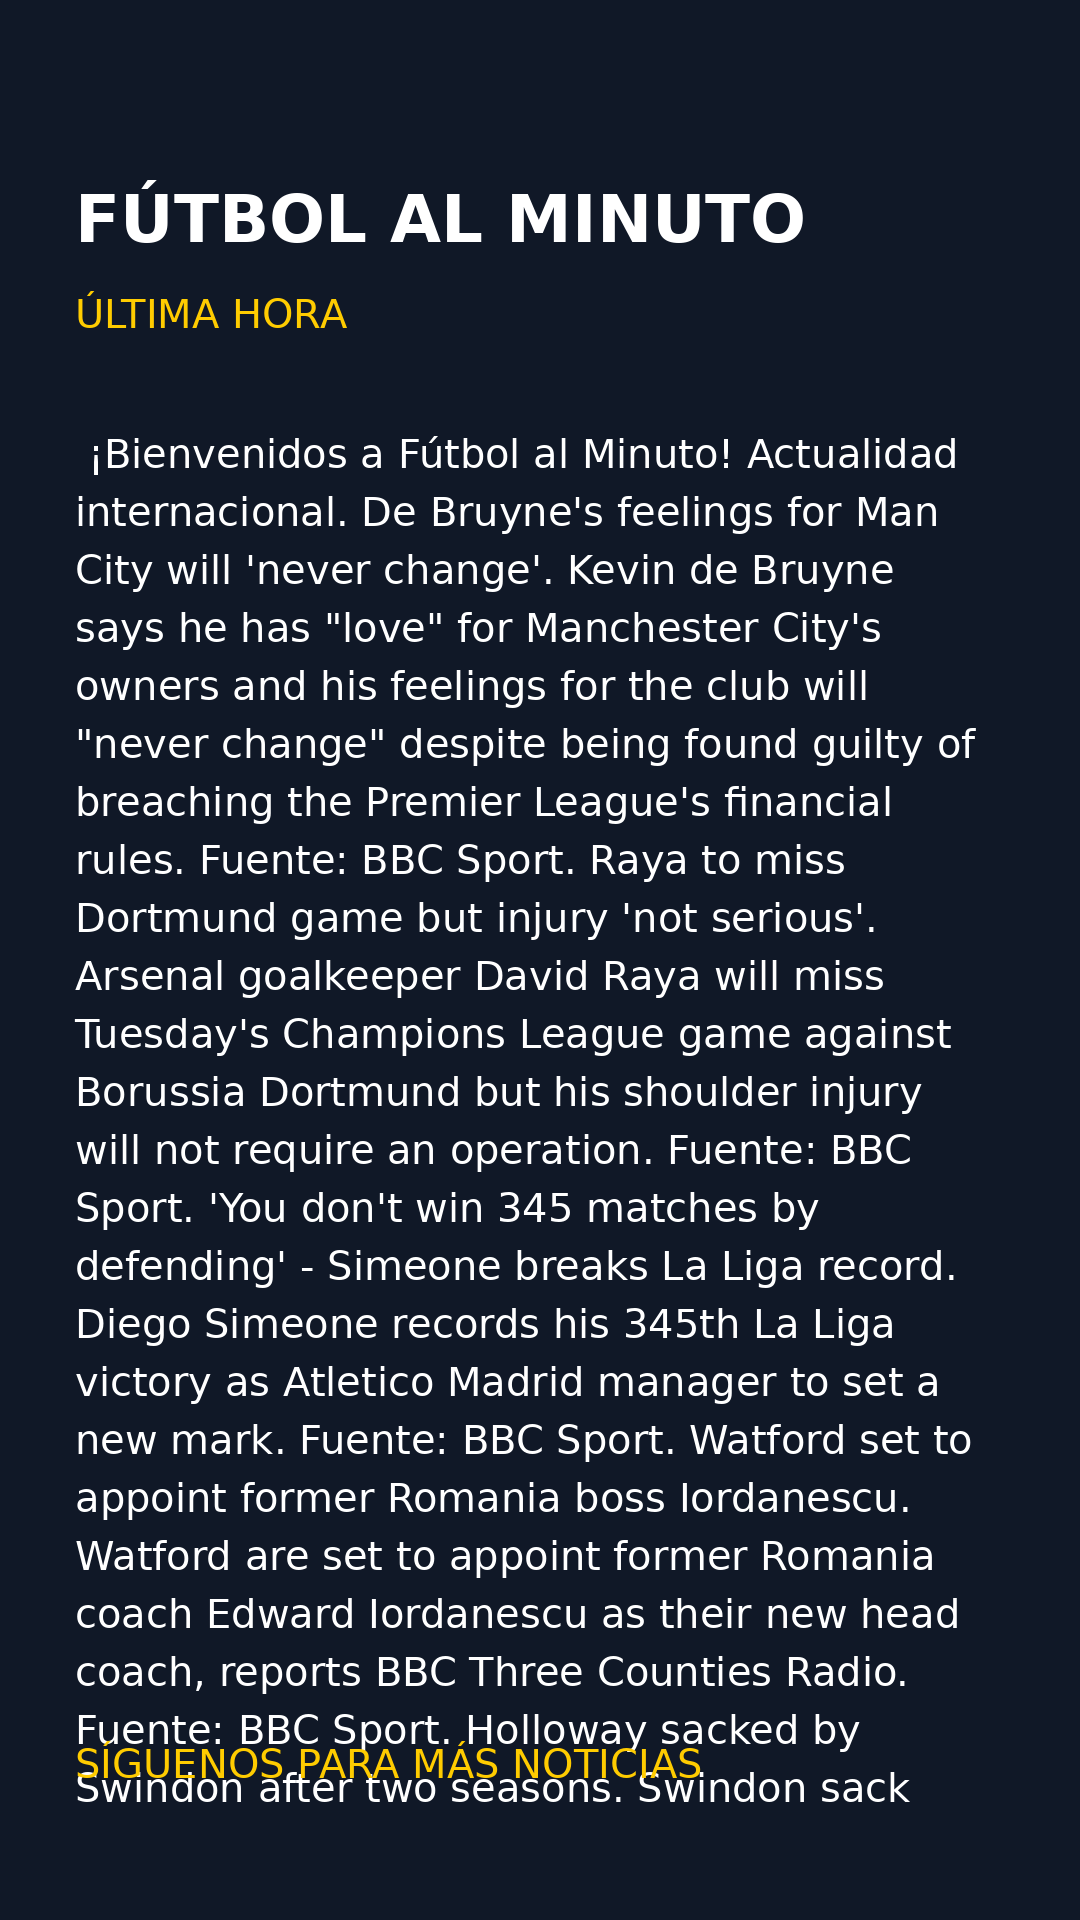 FÚTBOL AL MINUTO
ÚLTIMA HORA
¡Bienvenidos a Fútbol al Minuto! Actualidad
internacional. De Bruyne's feelings for Man
City will 'never change'. Kevin de Bruyne
says he has "love" for Manchester City's
owners and his feelings for the club will
"never change" despite being found guilty of
breaching the Premier League's financial
rules. Fuente: BBC Sport. Raya to miss
Dortmund game but injury 'not serious'.
Arsenal goalkeeper David Raya will miss
Tuesday's Champions League game against
Borussia Dortmund but his shoulder injury
will not require an operation. Fuente: BBC
Sport. 'You don't win 345 matches by
defending' - Simeone breaks La Liga record.
Diego Simeone records his 345th La Liga
victory as Atletico Madrid manager to set a
new mark. Fuente: BBC Sport. Watford set to
appoint former Romania boss Iordanescu.
Watford are set to appoint former Romania
coach Edward Iordanescu as their new head
coach, reports BBC Three Counties Radio.
Fuente: BBC Sport. Holloway sacked by
SÍGUENOS PARA MÁS NOTICIAS
Swindon after two seasons. Swindon sack